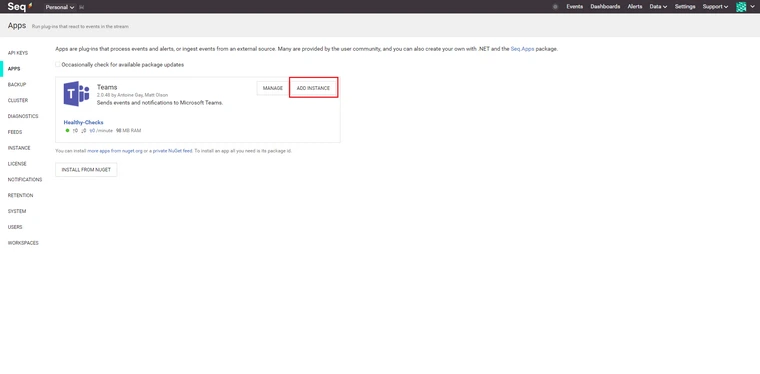 Seq
Personal
Events Dashboards Alerts Data Settings Support
Apps Run plug-ins that react to events in the stream
API KEYS
APPS
BACKUP
CLUSTER
DIAGNOSTICS
FEEDS
INSTANCE
LICENSE
NOTIFICATIONS
RETENTION
SYSTEM
USERS
WORKSPACES
Apps are plug-ins that process events and alerts, or ingest events from an external source. Many are provided by the user community, and you can also create your own with .NET and the Seq.Apps package.
Occasionally check for available package updates
Teams
2.0.46 by Antoine Gay, Matt Olson
Sends events and notifications to Microsoft Teams.
MANAGE
ADD INSTANCE
Healthy-Checks
/minute 98 MB RAM
You can install more apps from nuget.org or a private NuGet feed. To install an app all you need is its package id.
INSTALL FROM NUGET